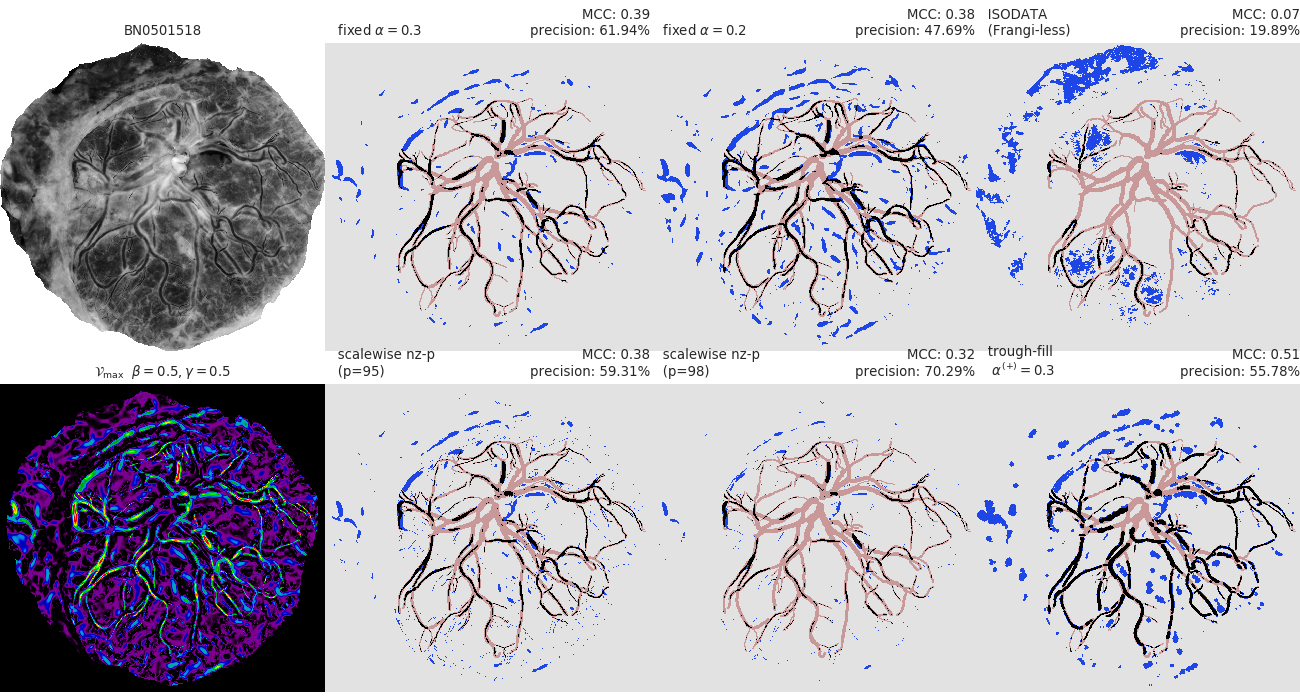 BN0501518
fixed α = 0.3
MCC: 0.39
precision: 61.94%
fixed α = 0.2
MCC: 0.38
precision: 47.69%
ISODATA
(Frangi-less)
MCC: 0.07
precision: 19.89%
𝒱max β = 0.5, γ = 0.5
scalewise nz-p
(p=95)
MCC: 0.38
precision: 59.31%
scalewise nz-p
(p=98)
MCC: 0.32
precision: 70.29%
trough-fill
α(+) = 0.3
MCC: 0.51
precision: 55.78%